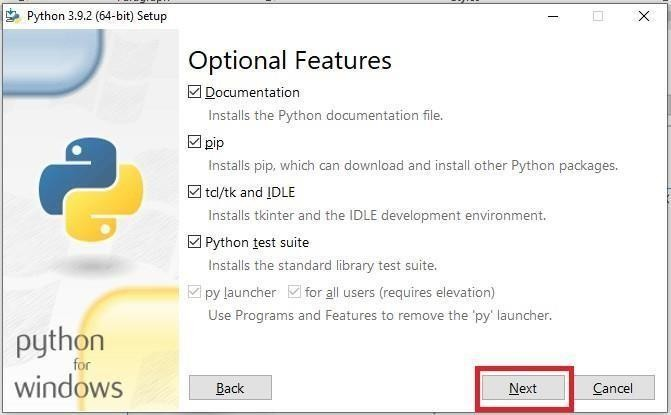 Python 3.9.2 (64-bit) Setup
Optional Features
Documentation
Installs the Python documentation file.
pip
Installs pip, which can download and install other Python packages.
tcl/tk and IDLE
Installs tkinter and the IDLE development environment.
Python test suite
Installs the standard library test suite.
py launcher for all users (requires elevation)
Use Programs and Features to remove the 'py' launcher.
python
for
windows
Back Next Cancel